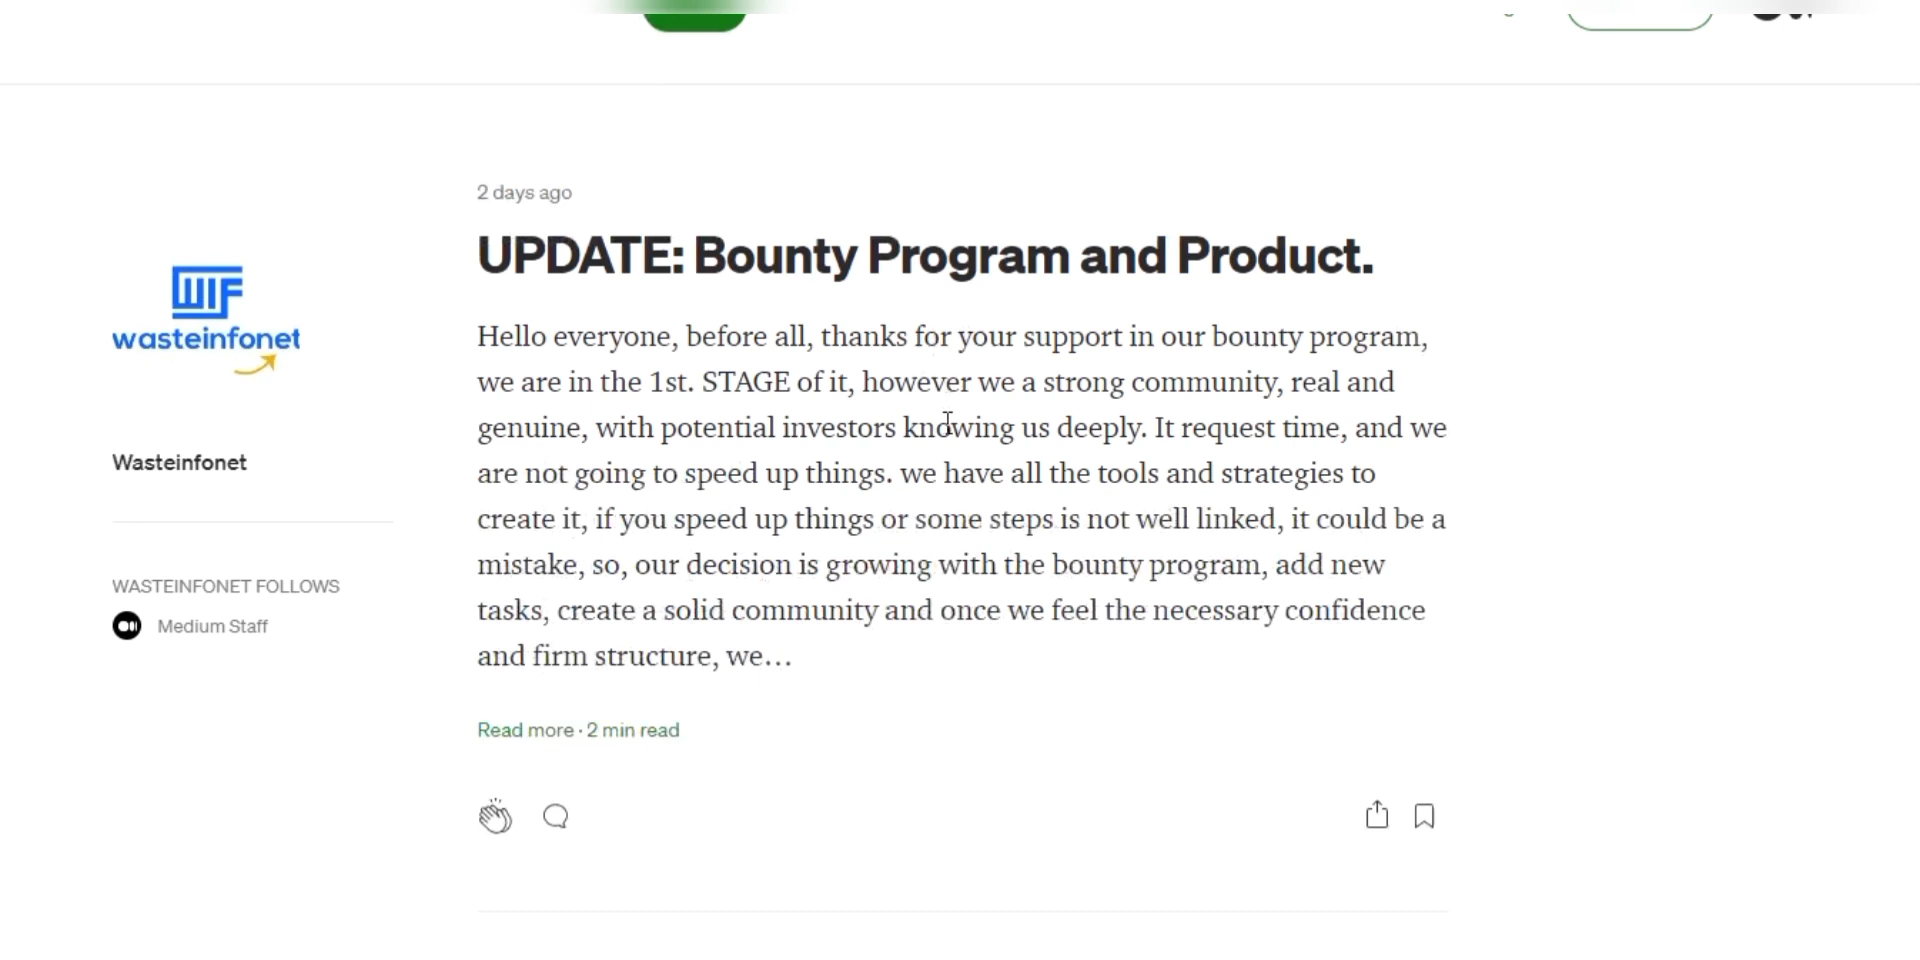 2 days ago
UPDATE: Bounty Program and Product.
WIF
wasteinfonet
Hello everyone, before all, thanks for your support in our bounty program,
we are in the 1st. STAGE of it, however we a strong community, real and
genuine, with potential investors knowing us deeply. It request time, and we
are not going to speed up things. we have all the tools and strategies to
create it, if you speed up things or some steps is not well linked, it could be a
mistake, so, our decision is growing with the bounty program, add new
tasks, create a solid community and once we feel the necessary confidence
and firm structure, we...
Wasteinfonet
WASTEINFONET FOLLOWS
Medium Staff
Read more · 2 min read